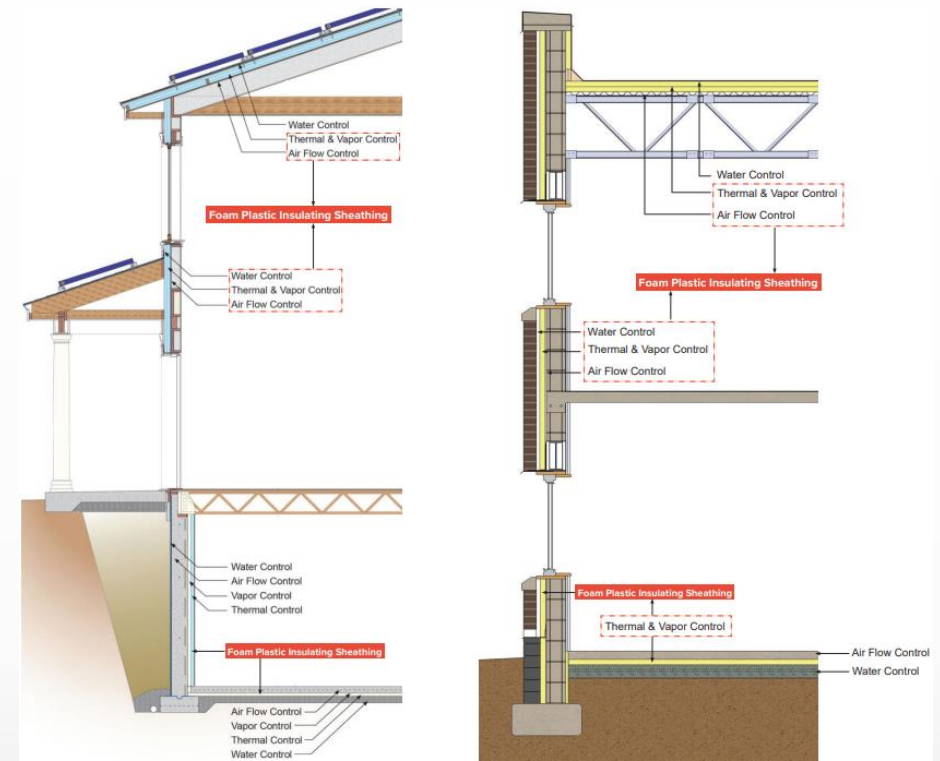 Water Control
Thermal & Vapor Control
Air Flow Control
Foam Plastic Insulating Sheathing
Water Control
Thermal & Vapor Control
Air Flow Control
Water Control
Air Flow Control
Vapor Control
Thermal Control
Foam Plastic Insulating Sheathing
Air Flow Control
Vapor Control
Thermal Control
Water Control
Water Control
Thermal & Vapor Control
Air Flow Control
Foam Plastic Insulating Sheathing
Water Control
Thermal & Vapor Control
Air Flow Control
Foam Plastic Insulating Sheathing
Thermal & Vapor Control
Air Flow Control
Water Control